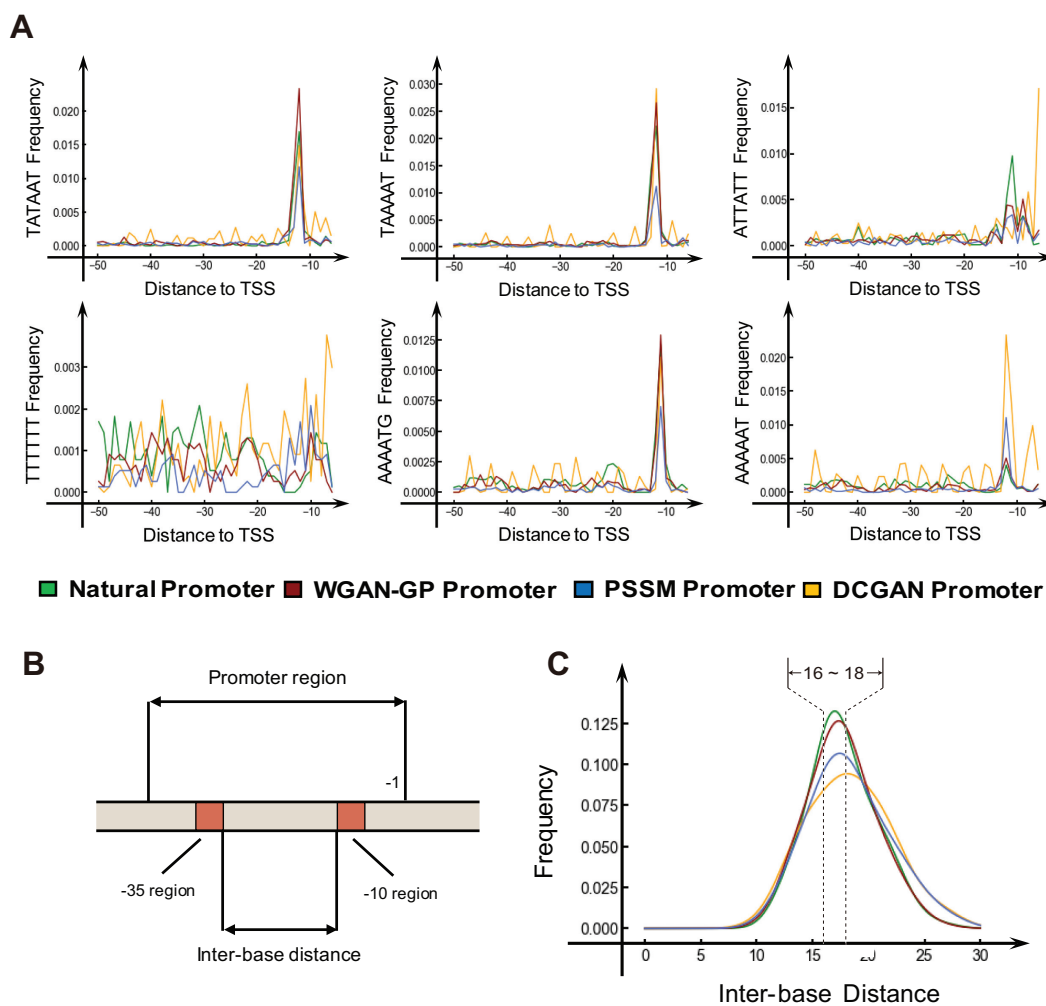 A
TATAAT Frequency
0.020
0.015
0.010
0.005
0.000
−50 −40 −30 −20 −10
Distance to TSS
TAAAAT Frequency
0.030
0.025
0.020
0.015
0.010
0.005
0.000
−50 −40 −30 −20 −10
Distance to TSS
ATTATT Frequency
0.015
0.010
0.005
0.000
−50 −40 −30 −20 −10
Distance to TSS
TTTTTT Frequency
0.003
0.002
0.001
0.000
−50 −40 −30 −20 −10
Distance to TSS
AAAATG Frequency
0.0125
0.0100
0.0075
0.0050
0.0025
0.0000
−50 −40 −30 −20 −10
Distance to TSS
AAAAAT Frequency
0.020
0.015
0.010
0.005
0.000
−50 −40 −30 −20 −10
Distance to TSS
Natural Promoter WGAN-GP Promoter PSSM Promoter DCGAN Promoter
B
Promoter region
-1
-35 region
-10 region
Inter-base distance
C
16 ~ 18
Frequency
0.125
0.100
0.075
0.050
0.025
0.000
0 5 10 15 25 30
Inter-base Distance